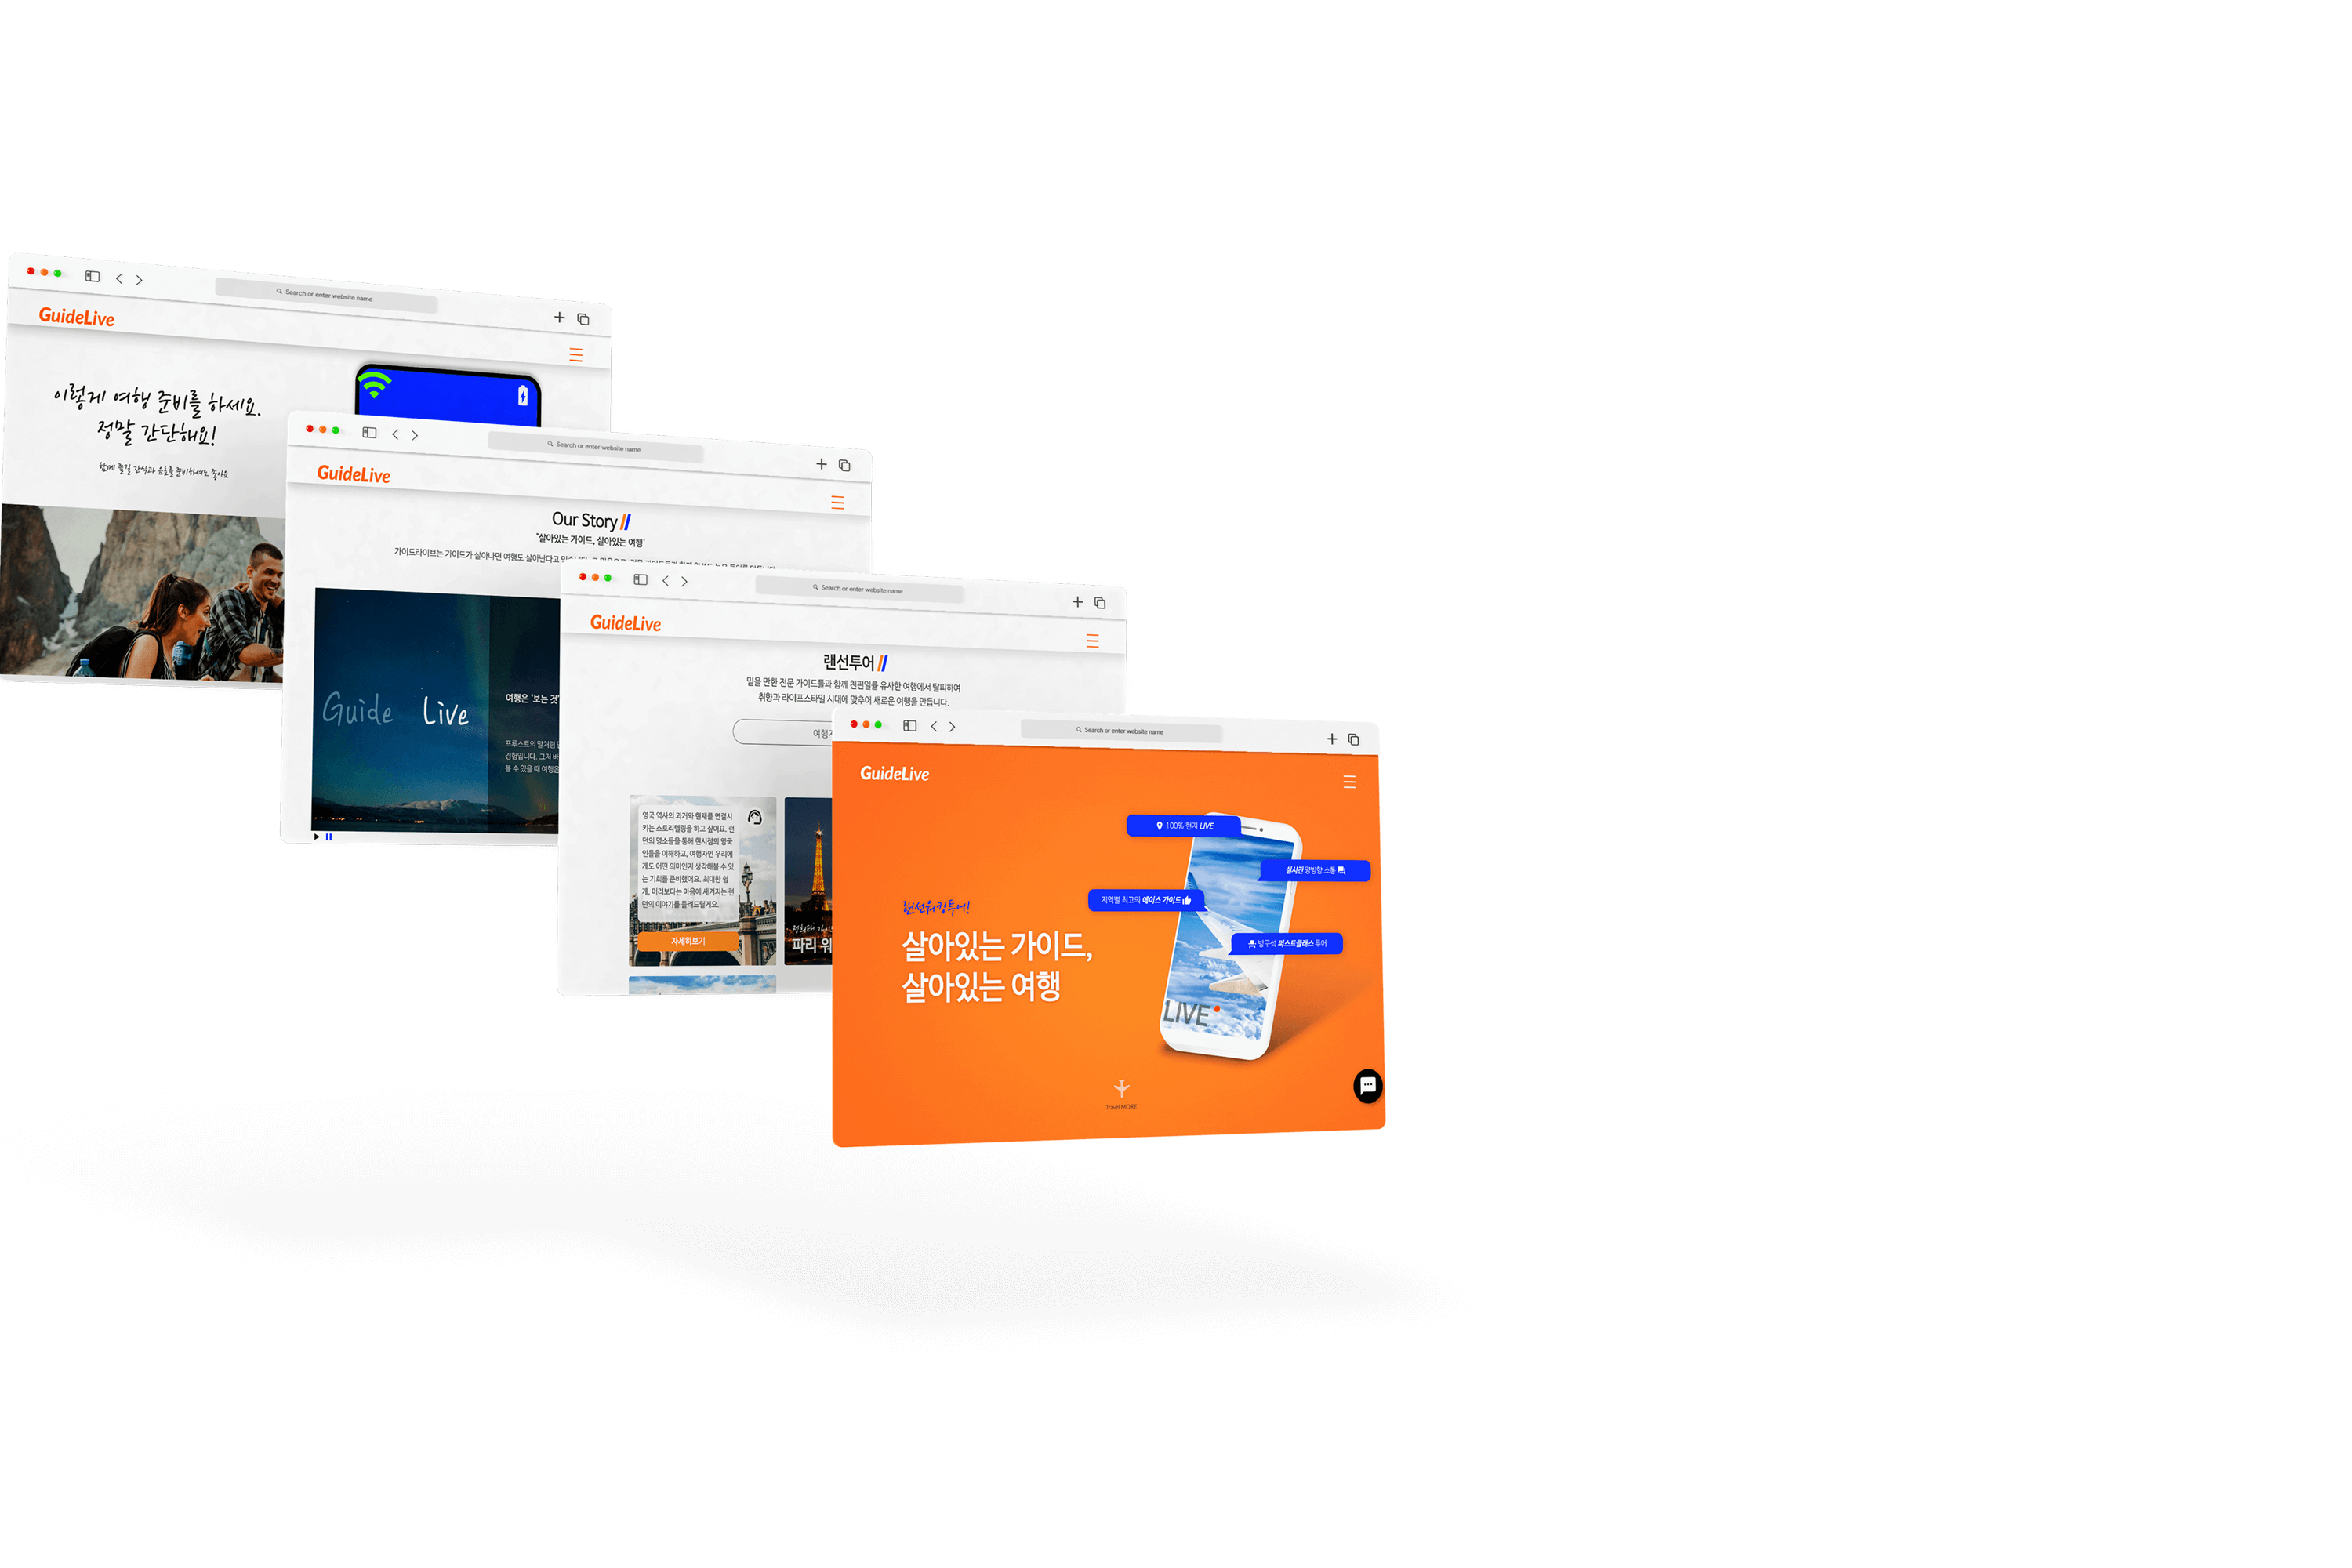 Search or enter website name
GuideLive
이렇게 여행 준비를 하세요.
정말 간단해요!
함께 즐길 간식과 음료를 준비하셔도 좋아요
Search or enter website name
GuideLive
Our Story
"살아있는 가이드, 살아있는 여행"
가이드라이브는 가이드가 살아나면 여행도 살아난다고
Guide Live
여행은 '보는 것'
프루스트의 말처럼
경험입니다. 그저
볼 수 있을 때 여행은
Search or enter website name
GuideLive
랜선투어
믿을 만한 전문 가이드들과 함께 천편일률 유사한 여행에서 탈피하여
취향과 라이프스타일 시대에 맞추어 새로운 여행을 만듭니다.
영국 역사의 과거와 현재를 연결시
키는 스토리텔링을 하고 싶어요. 런
던의 명소들을 통해 현시점의 영국
인들을 이해하고, 여행자인 우리에
게도 어떤 의미인지 생각해볼 수 있
는 기회를 준비했어요. 최대한 쉽
게, 머리보다는 마음에 새겨지는 런
던의 이야기를 들려드릴게요.
자세히보기
파리 워
Search or enter website name
GuideLive
100% 현지 LIVE
실시간 양방향 소통
지역별 최고의 에이스 가이드
방구석 퍼스트클래스 투어
랜선워킹투어!
살아있는 가이드,
살아있는 여행
LIVE
Travel MORE